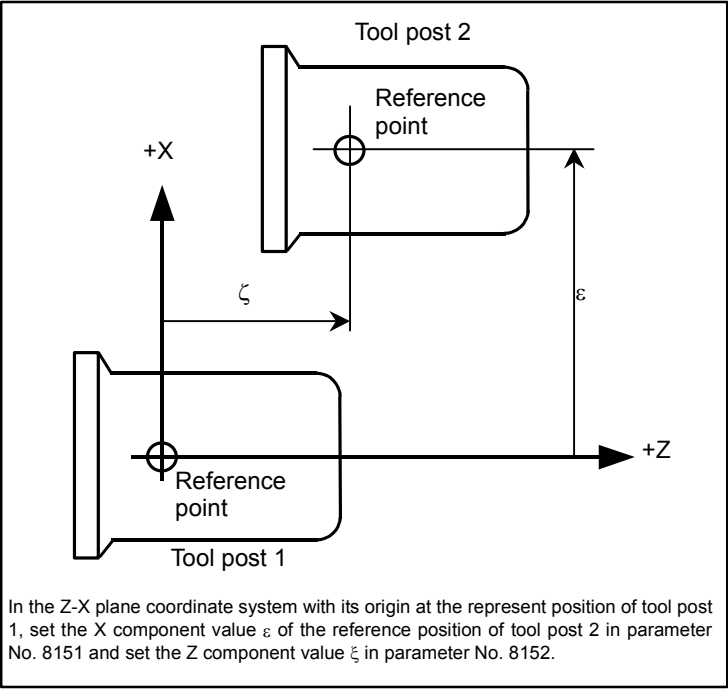 Tool post 2
Reference
point
+X
ζ
ε
+Z
Reference
point
Tool post 1
In the Z-X plane coordinate system with its origin at the represent position of tool post
1, set the X component value ε of the reference position of tool post 2 in parameter
No. 8151 and set the Z component value ξ in parameter No. 8152.